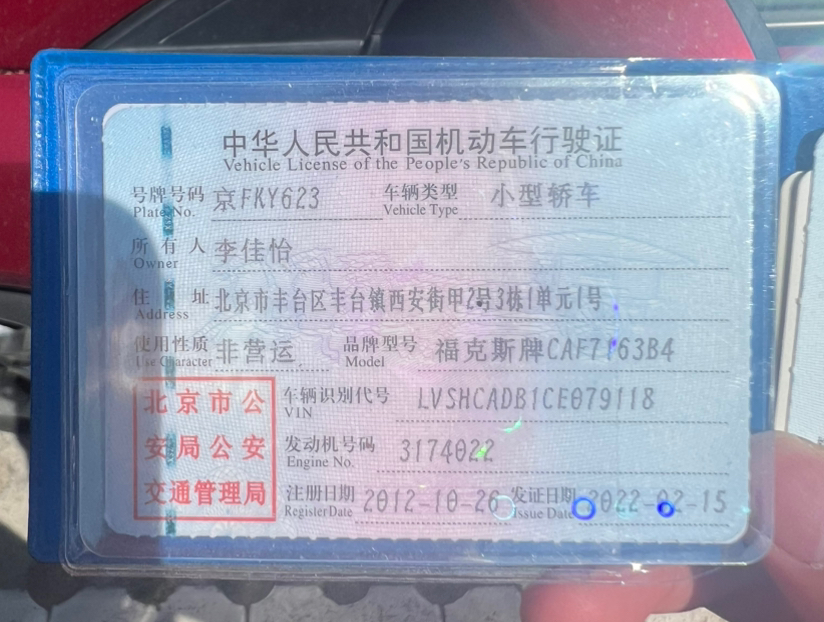 中华人民共和国机动车行驶证
Vehicle License of the People's Republic of China
号牌号码 京FKY623 车辆类型 小型轿车
Plate No. Vehicle Type
所有人 李佳怡
Owner
住址 北京市丰台区丰台镇西安街甲2号3栋1单元1号
Address
使用性质 非营运 品牌型号 福克斯牌CAF7163B4
Use Character Model
北京市公
安局公安
交通管理局
车辆识别代号 LVSHCADB1CE079118
VIN
发动机号码 3174022
Engine No.
注册日期 2012-10-26 发证日期 2022-02-15
Register Date Issue Date